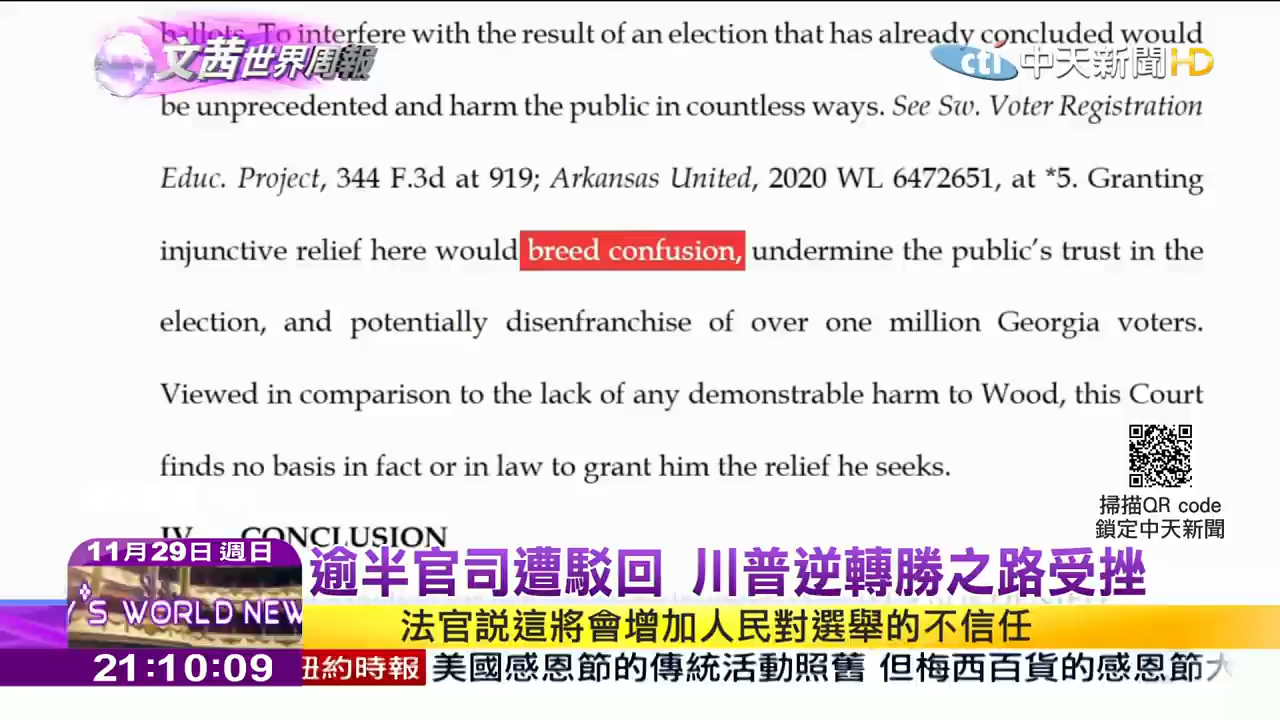 ballots. To interfere with the result of an election that has already concluded would
文茜世界周報
cti 中天新聞HD
be unprecedented and harm the public in countless ways. See Sw. Voter Registration
Educ. Project, 344 F.3d at 919; Arkansas United, 2020 WL 6472651, at *5. Granting
injunctive relief here would breed confusion, undermine the public's trust in the
election, and potentially disenfranchise of over one million Georgia voters.
Viewed in comparison to the lack of any demonstrable harm to Wood, this Court
finds no basis in fact or in law to grant him the relief he seeks.
掃描QR code
鎖定中天新聞
IV. CONCLUSION
11月29日 週日
逾半官司遭駁回 川普逆轉勝之路受挫
Y'S WORLD NEW
法官說這將會增加人民對選舉的不信任
21:10:09
紐約時報 美國感恩節的傳統活動照舊 但梅西百貨的感恩節大